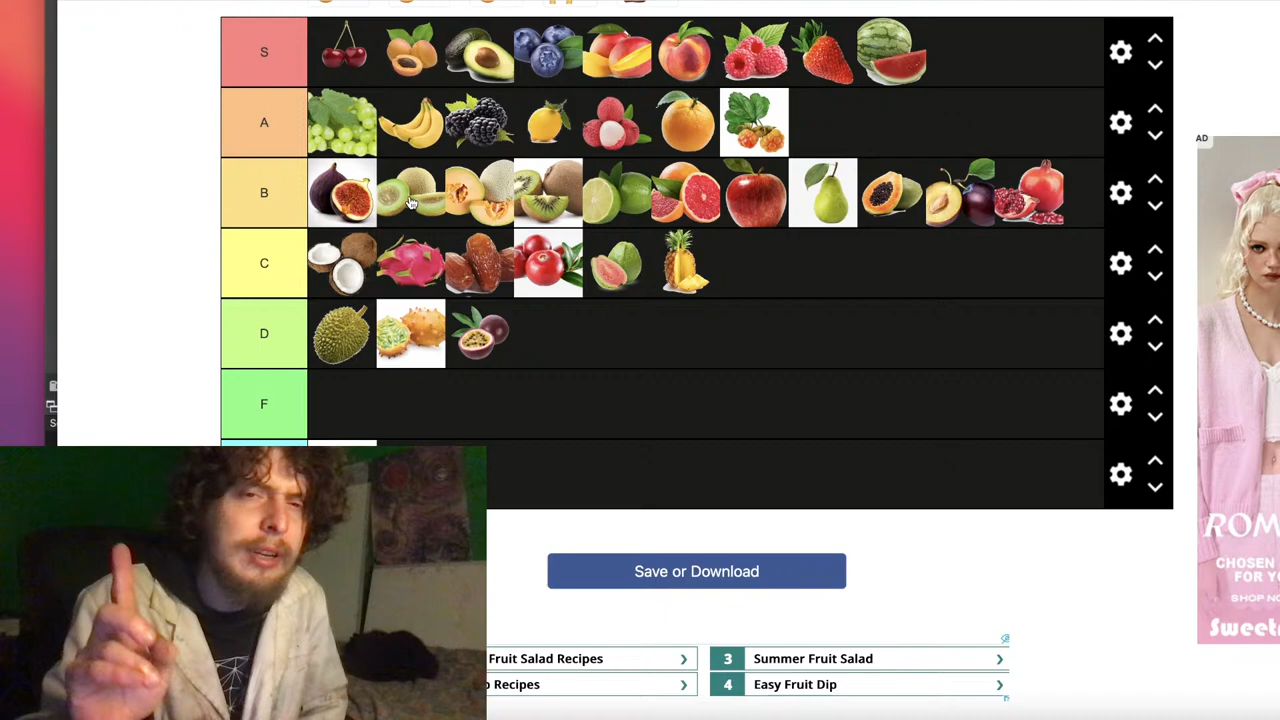 S
A
AD
B
C
D
F
ROM
CHOSEN
FOR YO
SHOP NO
Sweet
Save or Download
Fruit Salad Recipes
3 Summer Fruit Salad
Recipes
4 Easy Fruit Dip